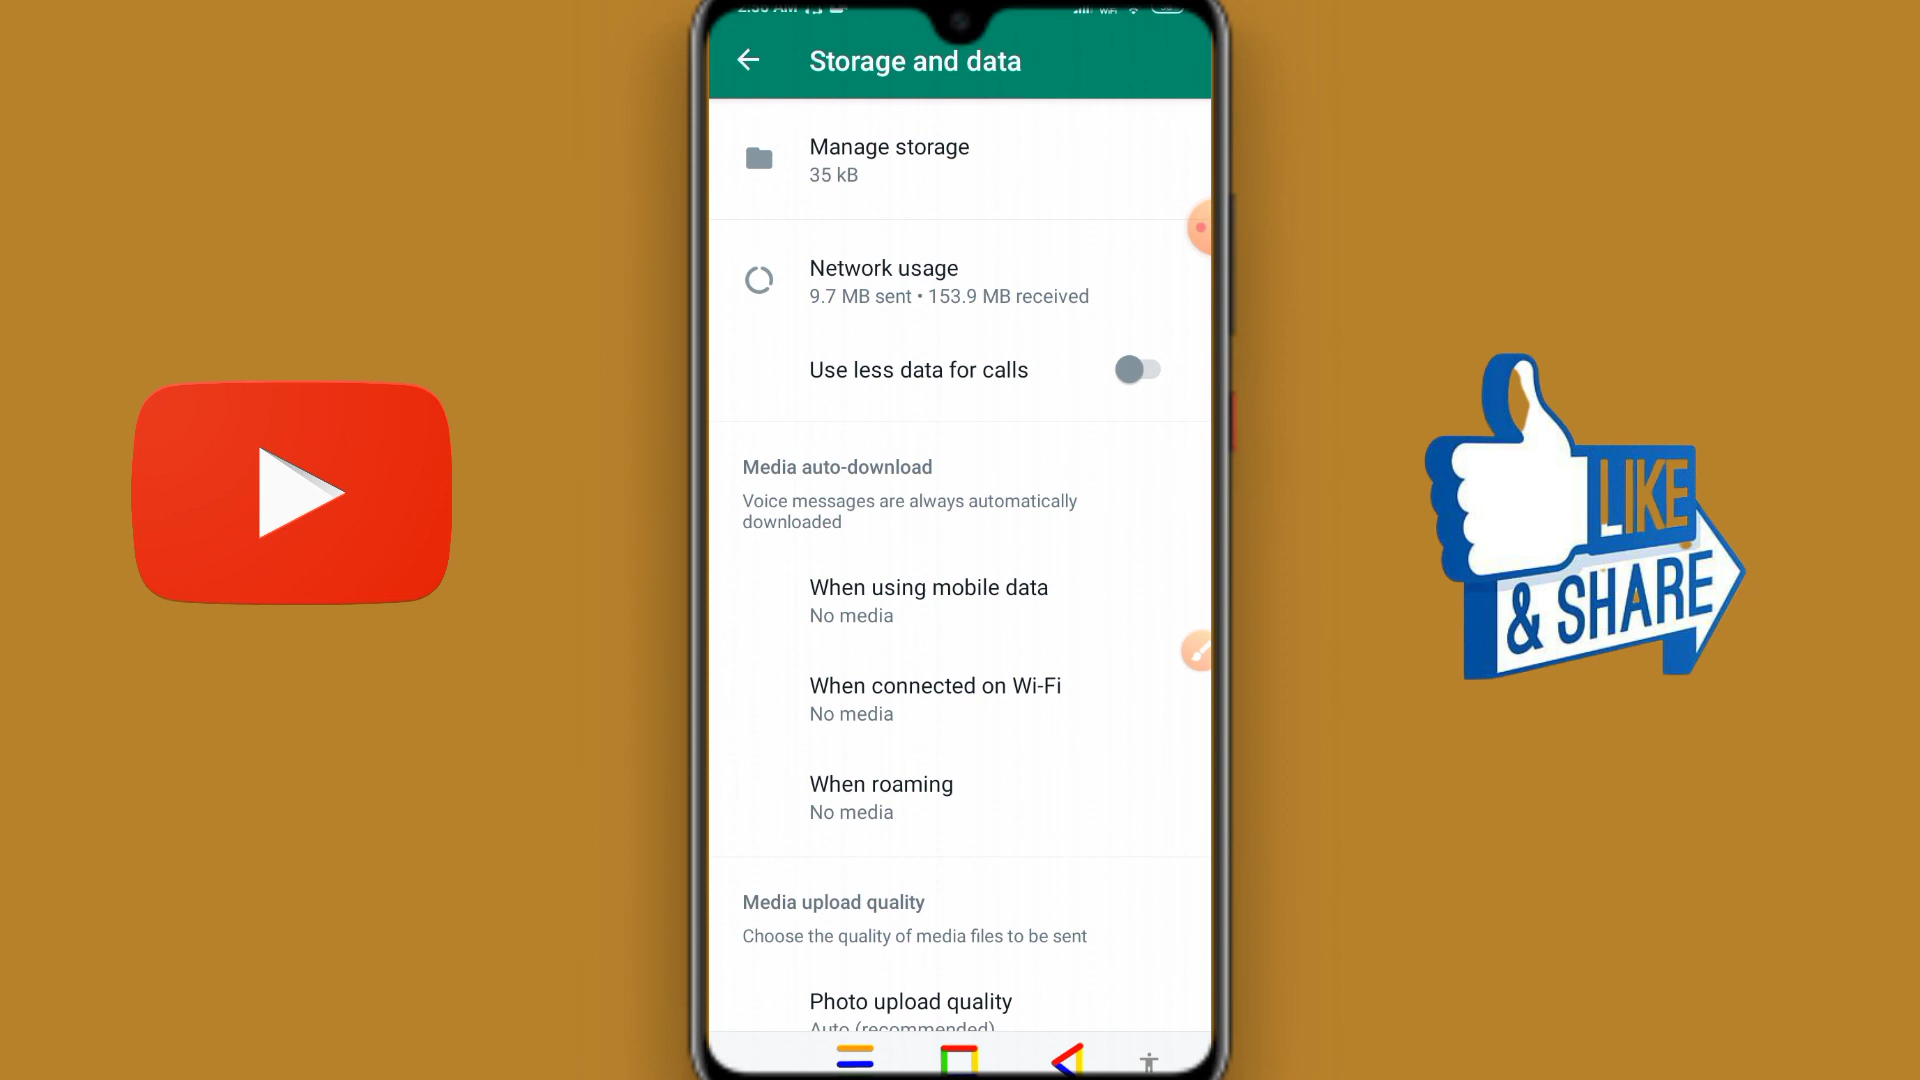 Storage and data
Manage storage
35 kB
Network usage
9.7 MB sent • 153.9 MB received
Use less data for calls
Media auto-download
Voice messages are always automatically
downloaded
When using mobile data
No media
When connected on Wi-Fi
No media
When roaming
No media
Media upload quality
Choose the quality of media files to be sent
Photo upload quality
Auto (recommended)
LIKE
& SHARE